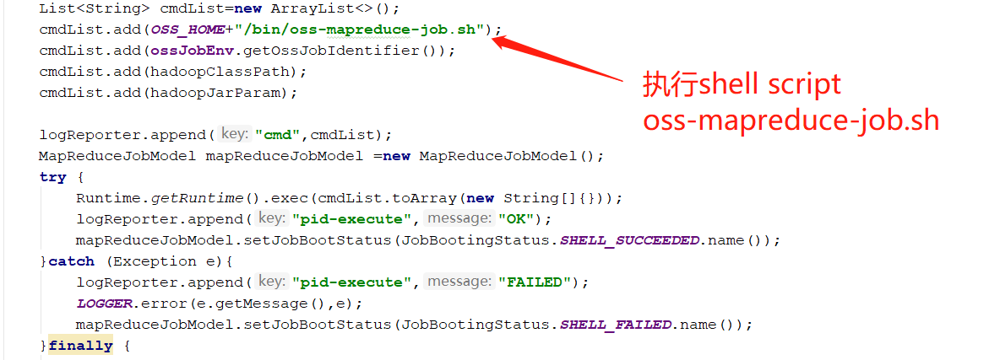 List<String> cmdList=new ArrayList<>();
cmdList.add(OSS_HOME+"/bin/oss-mapreduce-job.sh");
cmdList.add(ossJobEnv.getOssJobIdentifier());
cmdList.add(hadoopClassPath);
cmdList.add(hadoopJarParam);
执行shell script
oss-mapreduce-job.sh
logReporter.append( key: "cmd",cmdList);
MapReduceJobModel mapReduceJobModel =new MapReduceJobModel();
try {
Runtime.getRuntime().exec(cmdList.toArray(new String[]{}));
logReporter.append( key: "pid-execute", message: "OK");
mapReduceJobModel.setJobBootStatus(JobBootingStatus.SHELL_SUCCEEDED.name());
}catch (Exception e){
logReporter.append( key: "pid-execute", message: "FAILED");
LOGGER.error(e.getMessage(),e);
mapReduceJobModel.setJobBootStatus(JobBootingStatus.SHELL_FAILED.name());
}finally {